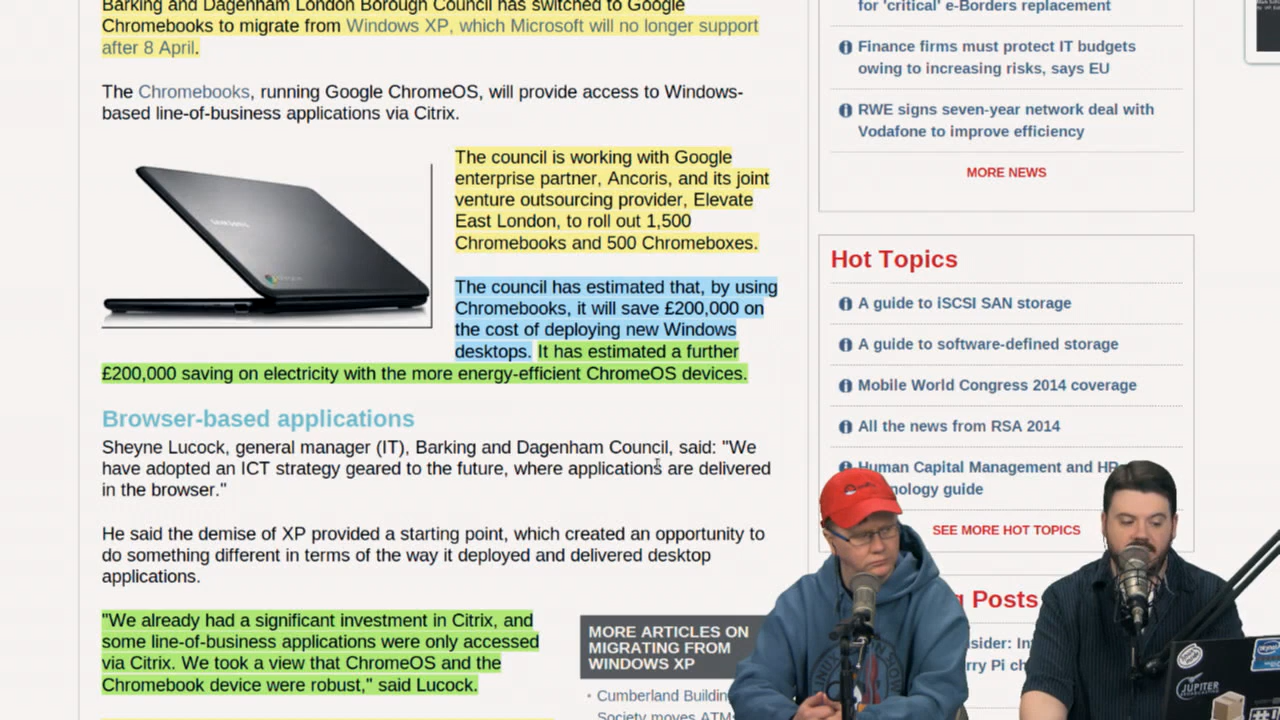 Barking and Dagenham London Borough Council has switched to Google
Chromebooks to migrate from Windows XP, which Microsoft will no longer support
after 8 April.
The Chromebooks, running Google ChromeOS, will provide access to Windows-
based line-of-business applications via Citrix.
The council is working with Google
enterprise partner, Ancoris, and its joint
venture outsourcing provider, Elevate
East London, to roll out 1,500
Chromebooks and 500 Chromeboxes.
SAMSUNG
The council has estimated that, by using
Chromebooks, it will save £200,000 on
the cost of deploying new Windows
desktops. It has estimated a further
£200,000 saving on electricity with the more energy-efficient ChromeOS devices.
Browser-based applications
Sheyne Lucock, general manager (IT), Barking and Dagenham Council, said: "We
have adopted an ICT strategy geared to the future, where applications are delivered
in the browser."
He said the demise of XP provided a starting point, which created an opportunity to
do something different in terms of the way it deployed and delivered desktop
applications.
"We already had a significant investment in Citrix, and
some line-of-business applications were only accessed
via Citrix. We took a view that ChromeOS and the
Chromebook device were robust," said Lucock.
MORE ARTICLES ON
MIGRATING FROM
WINDOWS XP
Cumberland Buildin
Society moves ATMs
for 'critical' e-Borders replacement
Finance firms must protect IT budgets
owing to increasing risks, says EU
RWE signs seven-year network deal with
Vodafone to improve efficiency
MORE NEWS
Hot Topics
A guide to iSCSI SAN storage
A guide to software-defined storage
Mobile World Congress 2014 coverage
All the news from RSA 2014
Human Capital Management and HR
nology guide
SEE MORE HOT TOPICS
g Posts
sider: In
rry Pi ch
JUPITER
BROADCASTING